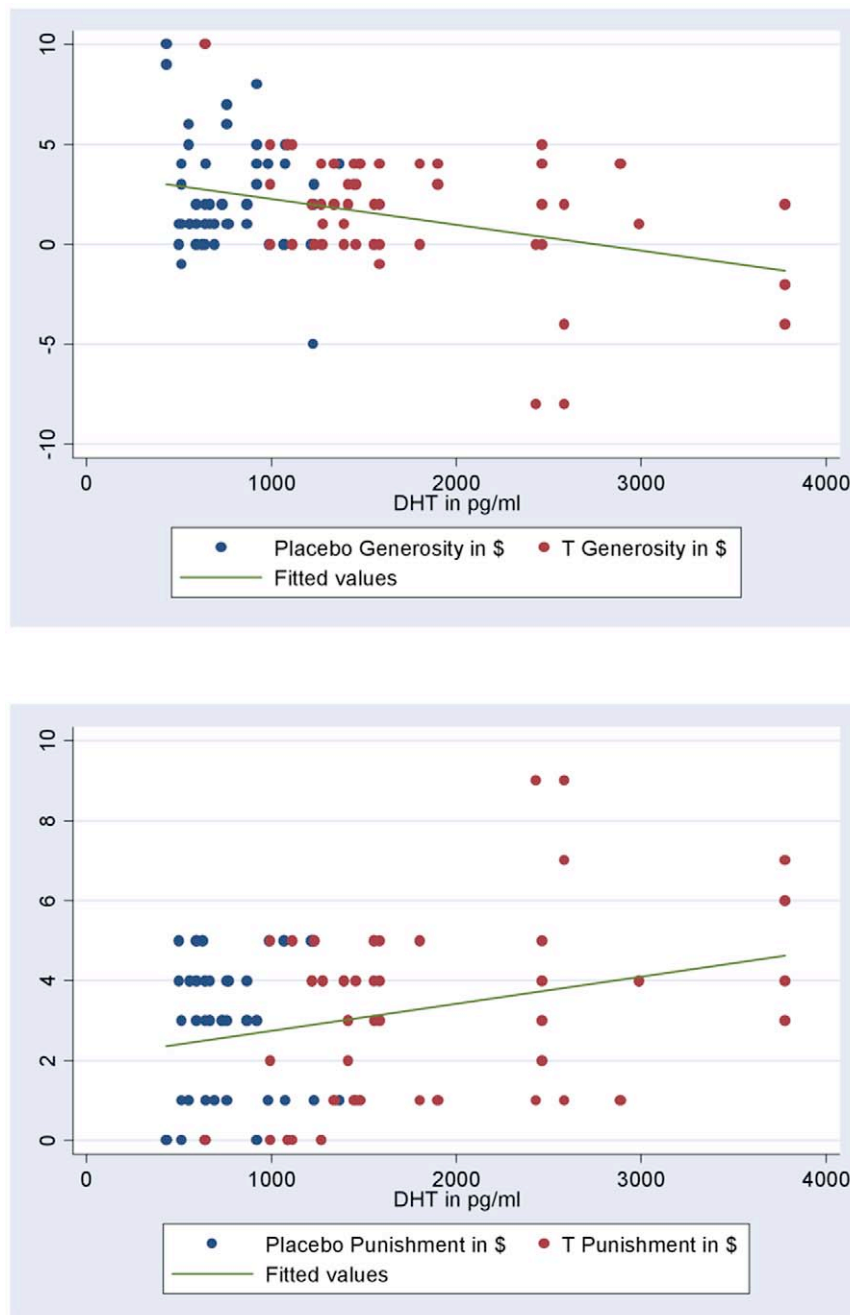 10
5
0
-5
-10
0 1000 2000 3000 4000
DHT in pg/ml
Placebo Generosity in $ T Generosity in $
Fitted values
10
8
6
4
2
0
0 1000 2000 3000 4000
DHT in pg/ml
Placebo Punishment in $ T Punishment in $
Fitted values